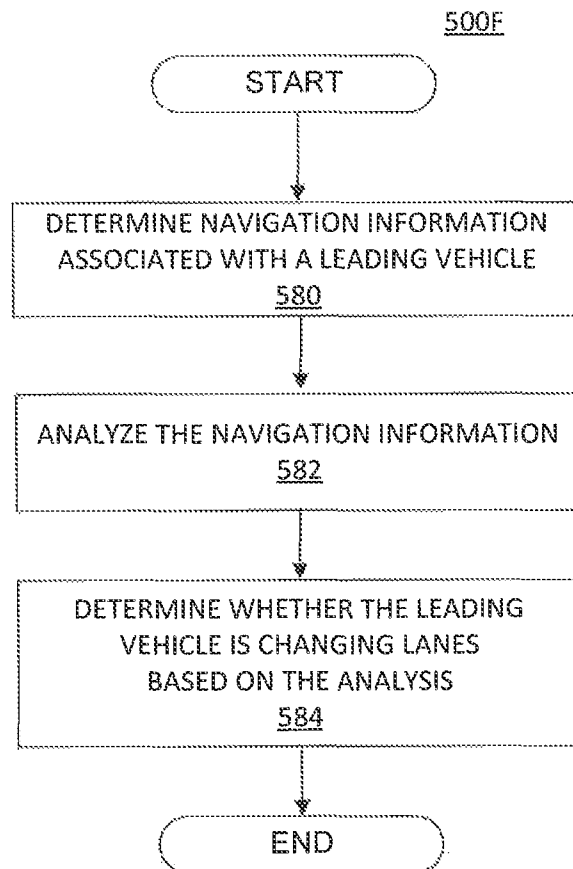 500F
START
DETERMINE NAVIGATION INFORMATION
ASSOCIATED WITH A LEADING VEHICLE
580
ANALYZE THE NAVIGATION INFORMATION
582
DETERMINE WHETHER THE LEADING
VEHICLE IS CHANGING LANES
BASED ON THE ANALYSIS
584
END